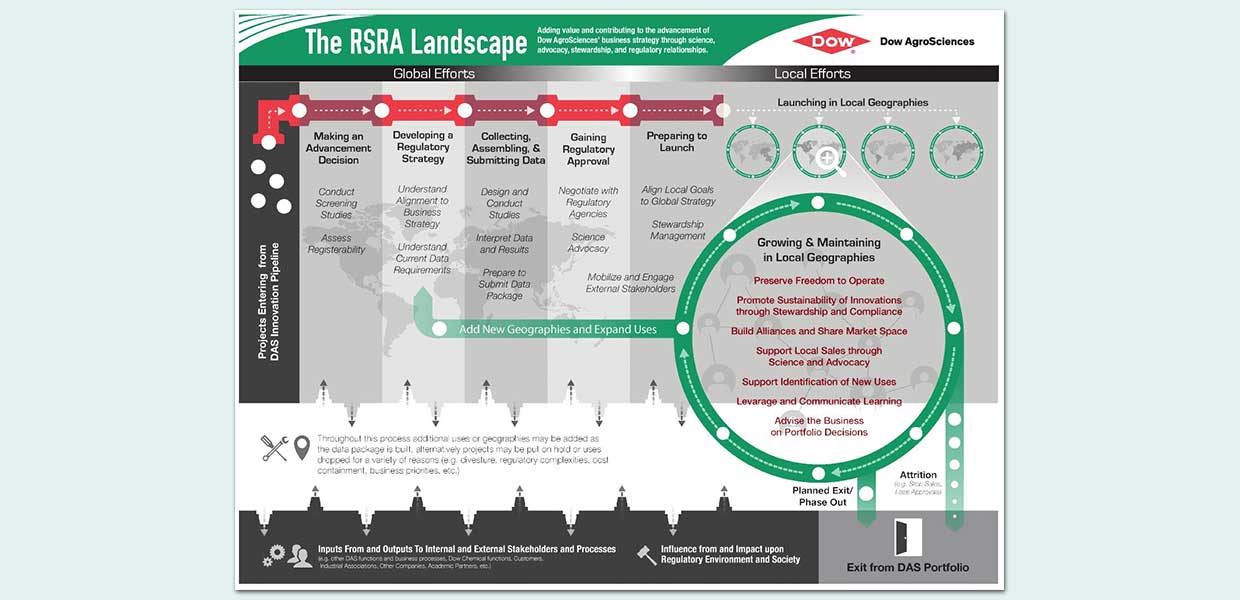 The RSRA Landscape
Adding value and contributing to the advancement of
Dow AgroSciences' business strategy through science,
advocacy, stewardship, and regulatory relationships.
DOW
Dow AgroSciences
Global Efforts
Local Efforts
Making an
Advancement
Decision
Conduct
Screening
Studies
Assess
Registerability
Developing a
Regulatory
Strategy
Understand
Alignment to
Business
Strategy
Understand
Current Data
Requirements
Collecting,
Assembling, &
Submitting Data
Design and
Conduct
Studies
Interpret Data
and Results
Prepare to
Submit Data
Package
Gaining
Regulatory
Approval
Negotiate with
Regulatory
Agencies
Science
Advocacy
Mobilize and Engage
External Stakeholders
Preparing to
Launch
Align Local Goals
to Global Strategy
Stewardship
Management
Launching in Local Geographies
Projects Entering from
DAS Innovation Pipeline
Add New Geographies and Expand Uses
Growing & Maintaining
in Local Geographies
Preserve Freedom to Operate
Promote Sustainability of Innovations
through Stewardship and Compliance
Build Alliances and Share Market Space
Support Local Sales through
Science and Advocacy
Support Identification of New Uses
Levarage and Communicate Learning
Advise the Business
on Portfolio Decisions
Throughout this process additional uses or geographies may be added as
the data package is built, alternatively projects may be put on hold or uses
dropped for a variety of reasons (e.g. divesture, regulatory complexities, cost
containment, business priorities, etc.)
Planned Exit/
Phase Out
Attrition
(e.g. Stop Sales,
Lose Approvals)
Inputs From and Outputs To Internal and External Stakeholders and Processes
(e.g. other DAS functions and business processes, Dow Chemical functions, Customers,
Industrial Associations, Other Companies, Academic Partners, etc.)
Influence from and Impact upon
Regulatory Environment and Society
Exit from DAS Portfolio